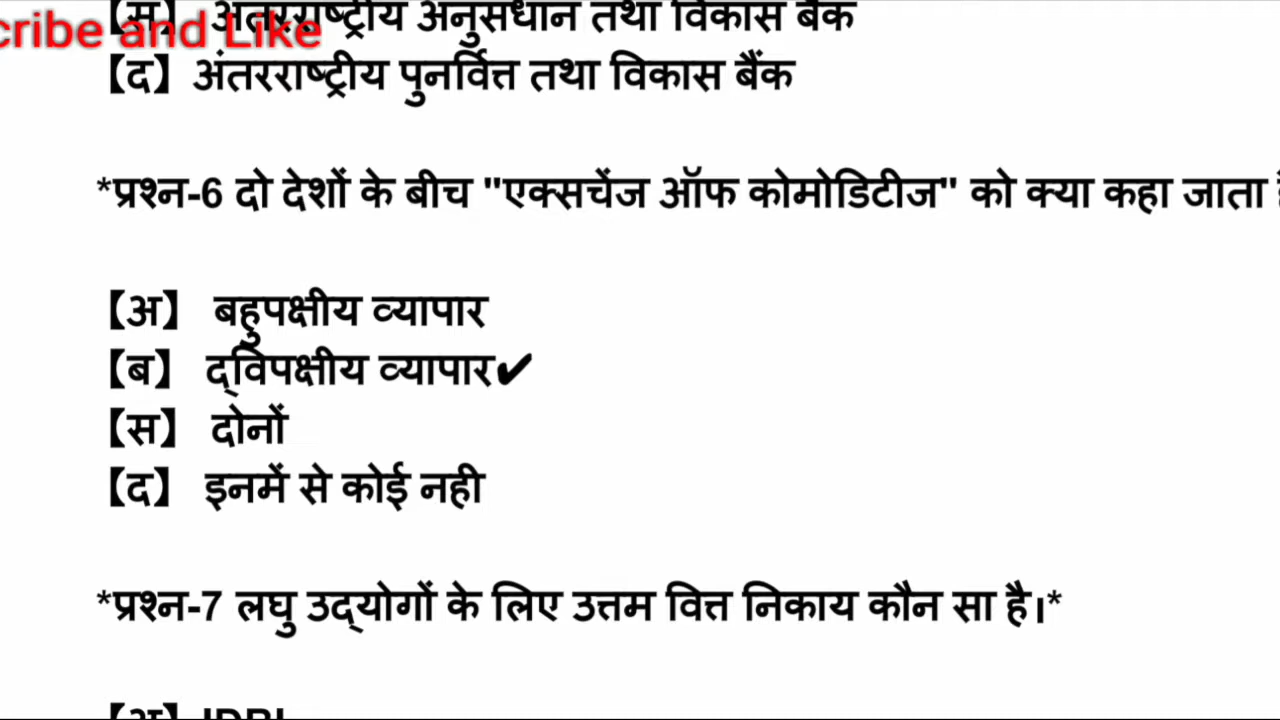 【स】 अंतरराष्ट्रीय अनुसंधान तथा विकास बैंक
cribe and Like
【द】 अंतरराष्ट्रीय पुनर्वित्त तथा विकास बैंक
*प्रश्न-6 दो देशों के बीच "एक्सचेंज ऑफ कोमोडिटीज" को क्या कहा जाता
【अ】 बहुपक्षीय व्यापार
【ब】 द्विपक्षीय व्यापार✔
【स】 दोनों
【द】 इनमें से कोई नही
*प्रश्न-7 लघु उद्योगों के लिए उत्तम वित्त निकाय कौन सा है।*
【अ】 IDBI